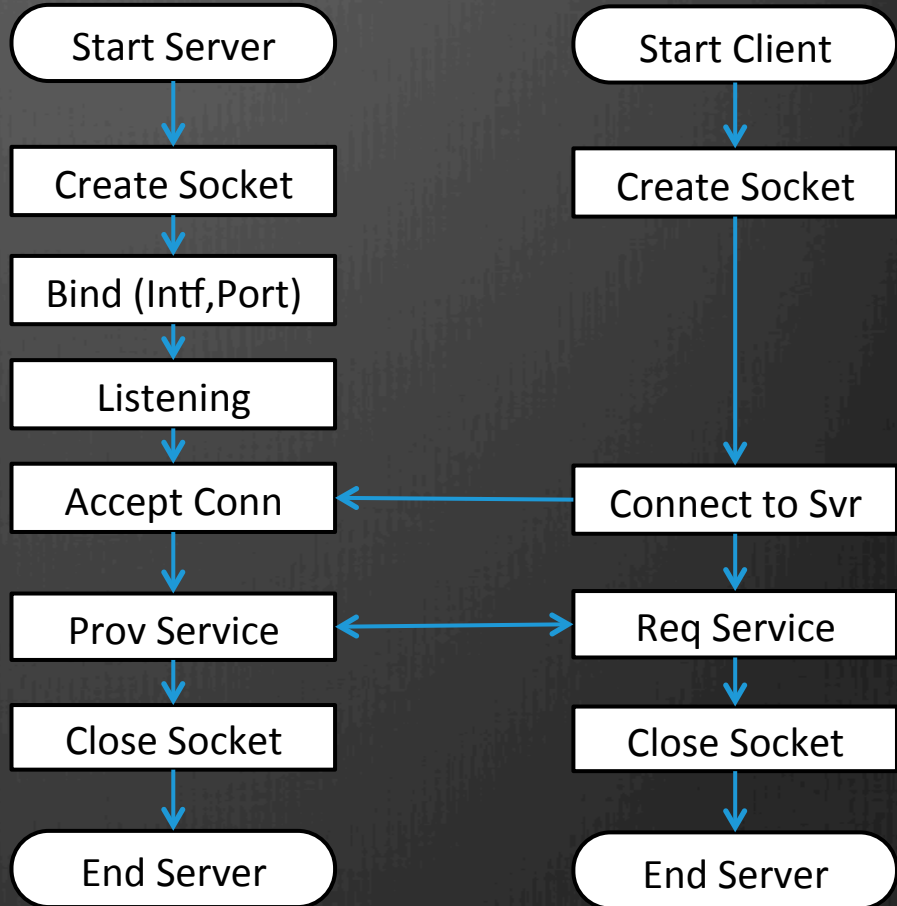 Start Server
Create Socket
Bind (Intf,Port)
Listening
Accept Conn
Prov Service
Close Socket
End Server
Start Client
Create Socket
Connect to Svr
Req Service
Close Socket
End Server